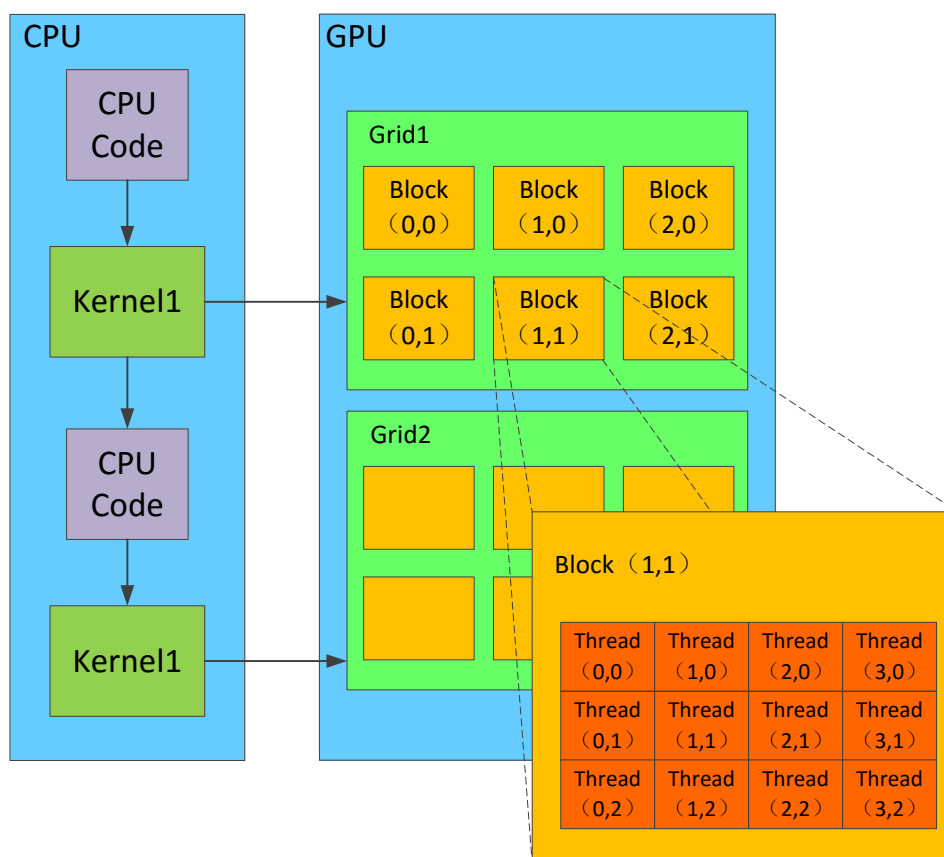 CPU
CPU
Code
Kernel1
CPU
Code
Kernel1
GPU
Grid1
Block
（0,0）
Block
（1,0）
Block
（2,0）
Block
（0,1）
Block
（1,1）
Block
（2,1）
Grid2
Block（1,1）
Thread
（0,0）
Thread
（1,0）
Thread
（2,0）
Thread
（3,0）
Thread
（0,1）
Thread
（1,1）
Thread
（2,1）
Thread
（3,1）
Thread
（0,2）
Thread
（1,2）
Thread
（2,2）
Thread
（3,2）